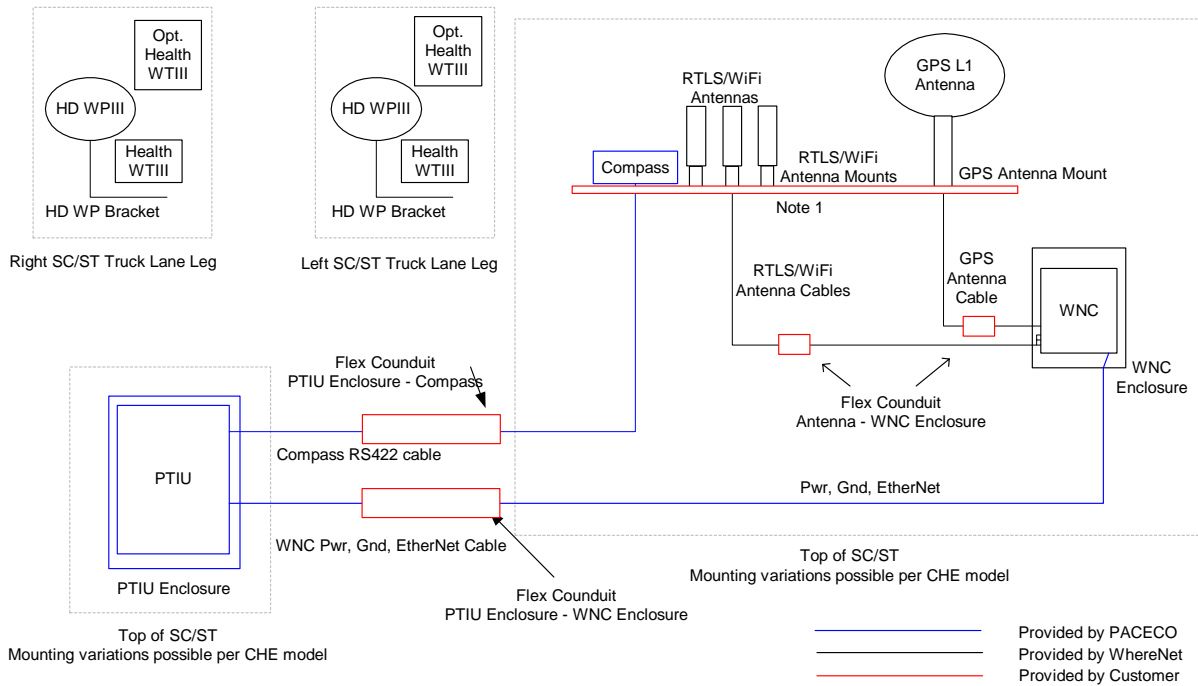 Opt.
Health
WTIII
HD WPIII
Health
WTIII
HD WP Bracket
Right SC/ST Truck Lane Leg
Opt.
Health
WTIII
HD WPIII
Health
WTIII
HD WP Bracket
Left SC/ST Truck Lane Leg
RTLS/WiFi
Antennas
GPS L1
Antenna
Compass
RTLS/WiFi
Antenna Mounts
GPS Antenna Mount
Note 1
RTLS/WiFi
Antenna Cables
GPS
Antenna
Cable
WNC
WNC
Enclosure
Flex Counduit
Antenna - WNC Enclosure
Flex Counduit
PTIU Enclosure - Compass
Compass RS422 cable
PTIU
PTIU Enclosure
Pwr, Gnd, EtherNet
WNC Pwr, Gnd, EtherNet Cable
Flex Counduit
PTIU Enclosure - WNC Enclosure
Top of SC/ST
Mounting variations possible per CHE model
Top of SC/ST
Mounting variations possible per CHE model
Provided by PACECO
Provided by WhereNet
Provided by Customer